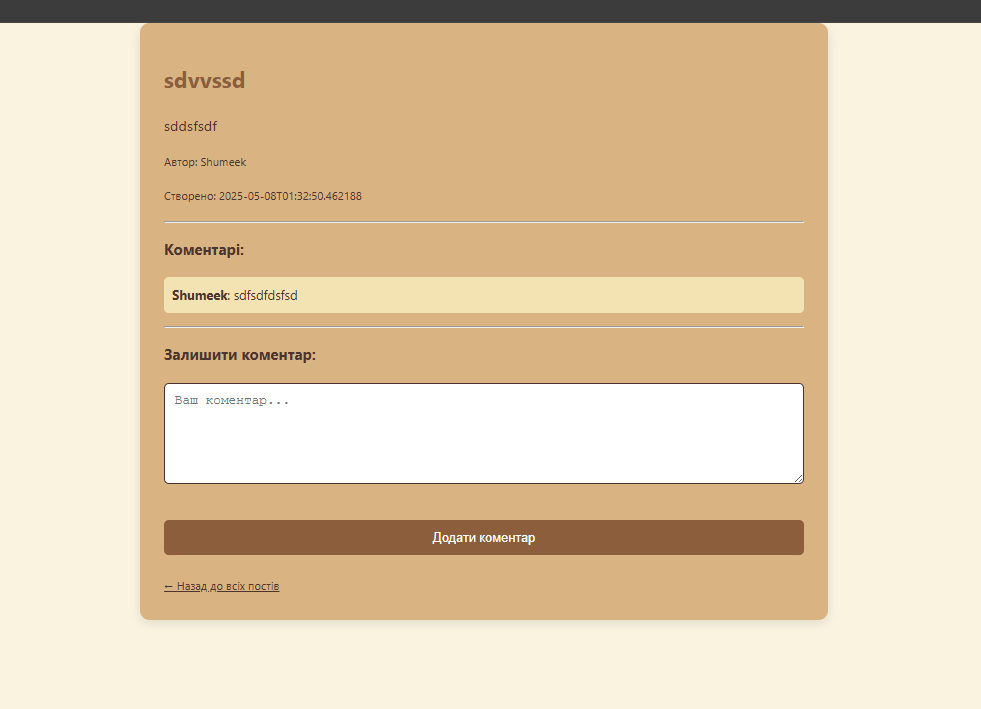 sdvvssd
sddsfsdf
Автор: Shumeek
Створено: 2025-05-08T01:32:50.462188
Коментарі:
Shumeek: sdfsdfdsfsd
Залишити коментар:
Ваш коментар...
Додати коментар
← Назад до всіх постів